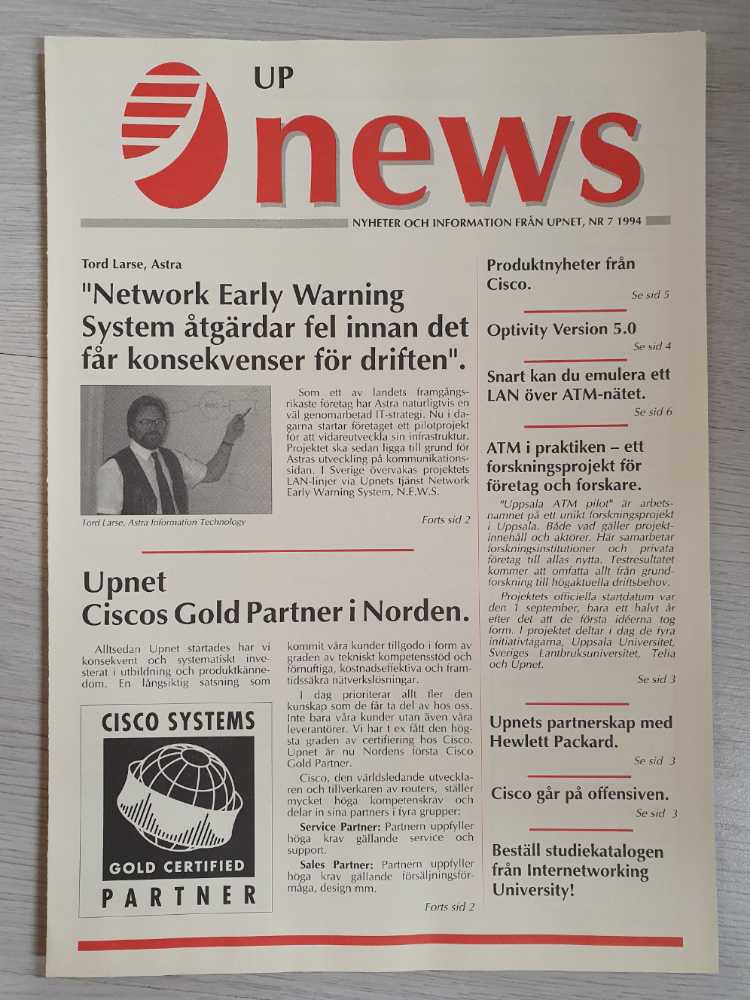 UP
news
NYHETER OCH INFORMATION FRÅN UPNET, NR 7 1994
Tord Larse, Astra
"Network Early Warning
System åtgärdar fel innan det
får konsekvenser för driften".
Som ett av landets framgångs-
rikaste företag har Astra naturligtvis en
väl genomarbetad IT-strategi. Nu i da-
garna startar företaget ett pilotprojekt
för att vidareutveckla sin infrastruktur.
Projektet ska sedan ligga till grund för
Astras utveckling på kommunikations-
sidan. I Sverige övervakas projektets
LAN-linjer via Upnets tjänst Network
Early Warning System, N.E.W.S.
Forts sid 2
Tord Larse, Astra Information Technology
Upnet
Ciscos Gold Partner i Norden.
Alltsedan Upnet startades har vi
konsekvent och systematiskt inve-
sterat i utbildning och produktkänne-
dom. En långsiktig satsning som
CISCO SYSTEMS
GOLD CERTIFIED
PARTNER
kommit våra kunder tillgodo i form av
graden av tekniskt kompetensstöd och
förnuftiga, kostnadseffektiva och fram-
tidssäkra nätverkslösningar.
I dag prioriterar allt fler den
kunskap som de får ta del av hos oss.
Inte bara våra kunder utan även våra
leverantörer. Vi har t ex fått den hög-
sta graden av certifiering hos Cisco.
Upnet är nu Nordens första Cisco
Gold Partner.
Cisco, den världsledande utveckla-
ren och tillverkaren av routers, ställer
mycket höga kompetenskrav och
delar in sina partners i fyra grupper:
Service Partner: Partnern uppfyller
höga krav gällande service och
support.
Sales Partner: Partnern uppfyller
höga krav gällande försäljningsför-
måga, design mm.
Forts sid 2
Produktnyheter från
Cisco.
Se sid 5
Optivity Version 5.0
Se sid 4
Snart kan du emulera ett
LAN över ATM-nätet.
Se sid 6
ATM i praktiken – ett
forskningsprojekt för
företag och forskare.
"Uppsala ATM pilot" är arbets-
namnet på ett unikt forskningsprojekt
i Uppsala. Både vad gäller projekt-
innehåll och aktörer. Här samarbetar
forskningsinstitutioner och privata
företag till allas nytta. Testresultatet
kommer att omfatta allt från grund-
forskning till högaktuella driftsbehov.
Projektets officiella startdatum var
den 1 september, bara ett halvt år
efter det att de första idéerna tog
form. I projektet deltar i dag de fyra
initiativtagarna, Uppsala Universitet,
Sveriges Lantbruksuniversitet, Telia
och Upnet.
Se sid 3
Upnets partnerskap med
Hewlett Packard.
Se sid 3
Cisco går på offensiven.
Se sid 3
Beställ studiekatalogen
från Internetworking
University!